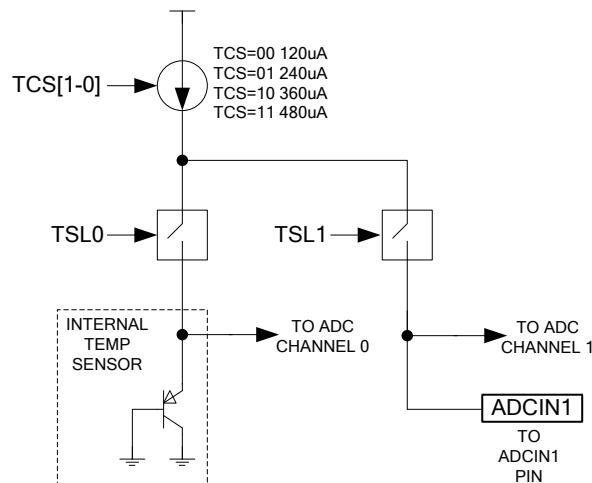 TCS=00 120uA
TCS[1-0]
TCS=01 240uA
TCS=10 360uA
TCS=11 480uA
TSL0
TSL1
INTERNAL
TEMP
SENSOR
TO ADC
CHANNEL 0
TO ADC
CHANNEL 1
ADCIN1
TO
ADCIN1
PIN